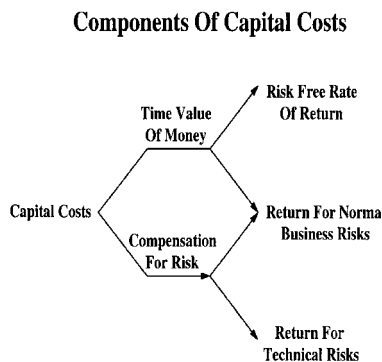 Components Of Capital Costs
Risk Free Rate
Of Return
Time Value
Of Money
Capital Costs
Return For Norma
Business Risks
Compensation
For Risk
Return For
Technical Risks